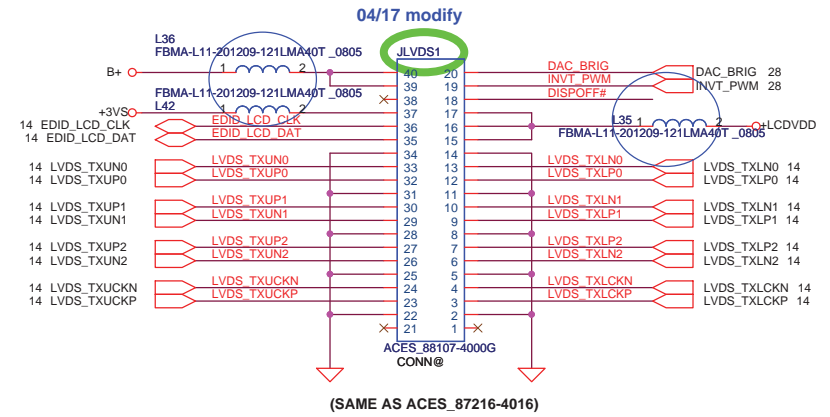 04/17 modify
L36
FBMA-L11-201209-121LMA40T _0805
JLVDS1
B+ 1 2 40 20 DAC_BRIG DAC_BRIG 28
39 19 INVT_PWM INVT_PWM 28
FBMA-L11-201209-121LMA40T _0805
38 18 DISPOFF#
+3VS L42 1 2 37 17
14 EDID_LCD_CLK EDID_LCD_CLK 36 16 L35 1 2 +LCDVDD
14 EDID_LCD_DAT EDID_LCD_DAT 35 15 FBMA-L11-201209-121LMA40T _0805
34 14
14 LVDS_TXUN0 LVDS_TXUN0 33 13 LVDS_TXLN0 LVDS_TXLN0 14
14 LVDS_TXUP0 LVDS_TXUP0 32 12 LVDS_TXLP0 LVDS_TXLP0 14
31 11
14 LVDS_TXUP1 LVDS_TXUP1 30 10 LVDS_TXLN1 LVDS_TXLN1 14
14 LVDS_TXUN1 LVDS_TXUN1 29 9 LVDS_TXLP1 LVDS_TXLP1 14
28 8
14 LVDS_TXUP2 LVDS_TXUP2 27 7 LVDS_TXLP2 LVDS_TXLP2 14
14 LVDS_TXUN2 LVDS_TXUN2 26 6 LVDS_TXLN2 LVDS_TXLN2 14
25 5
14 LVDS_TXUCKN LVDS_TXUCKN 24 4 LVDS_TXLCKN LVDS_TXLCKN 14
14 LVDS_TXUCKP LVDS_TXUCKP 23 3 LVDS_TXLCKP LVDS_TXLCKP 14
22 2
21 1
ACES_88107-4000G
CONN@
(SAME AS ACES_87216-4016)